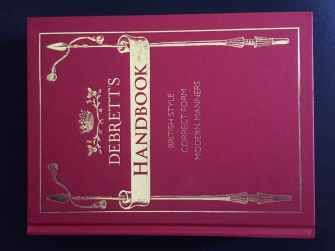 DEBRETT'S
HANDBOOK
BRITISH STYLE
CORRECT FORM
MODERN MANNERS